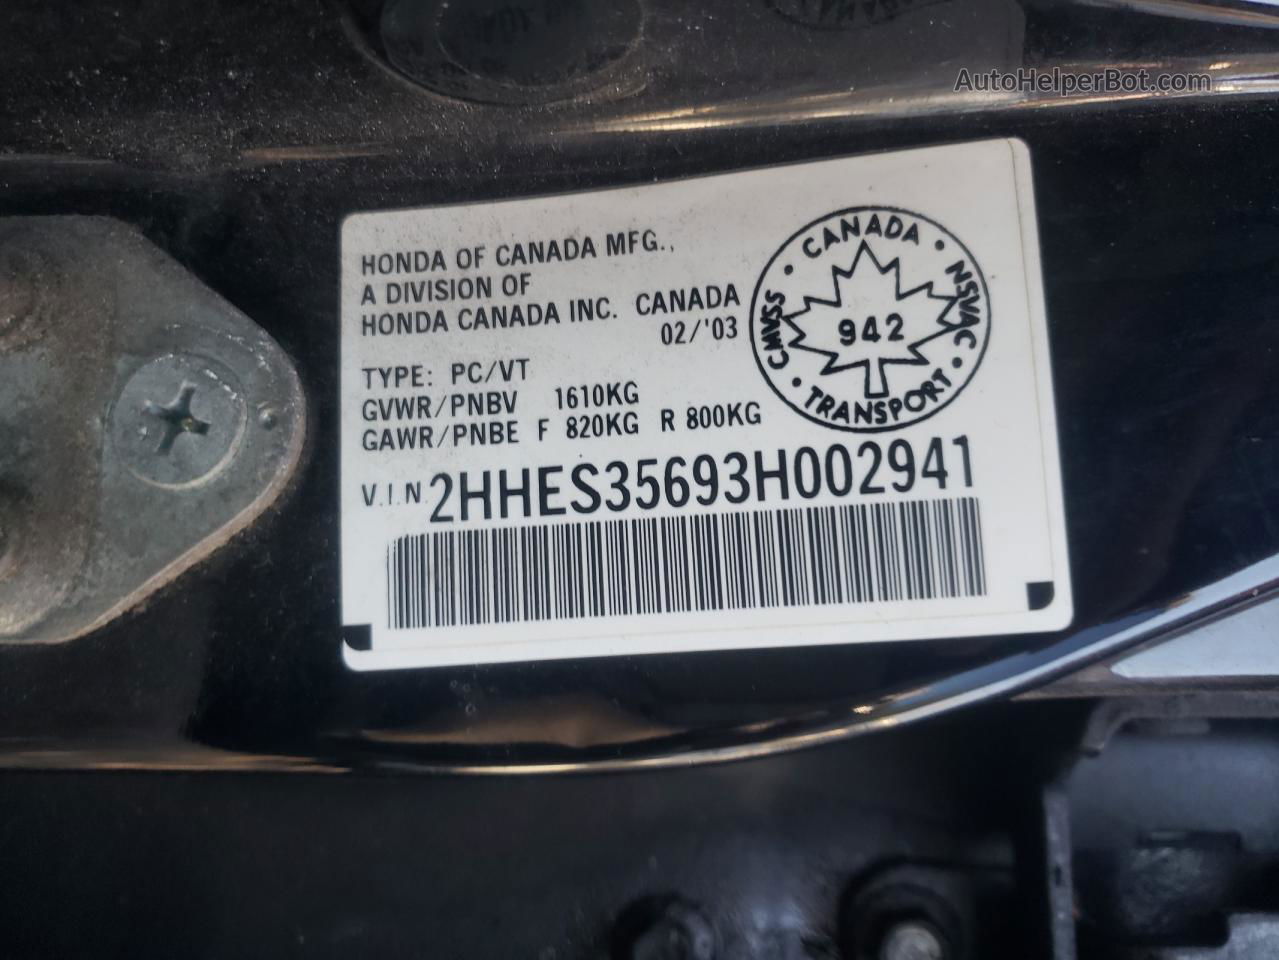 AutoHelperBot.com
HONDA OF CANADA MFG.,
A DIVISION OF
HONDA CANADA INC. CANADA
02/'03
TYPE: PC/VT
GVWR/PNBV 1610KG
GAWR/PNBE F 820KG R 800KG
V.I.N. 2HHES35693H002941
CANADA • NSVAC • TRANSPORT • CMVSS •
942